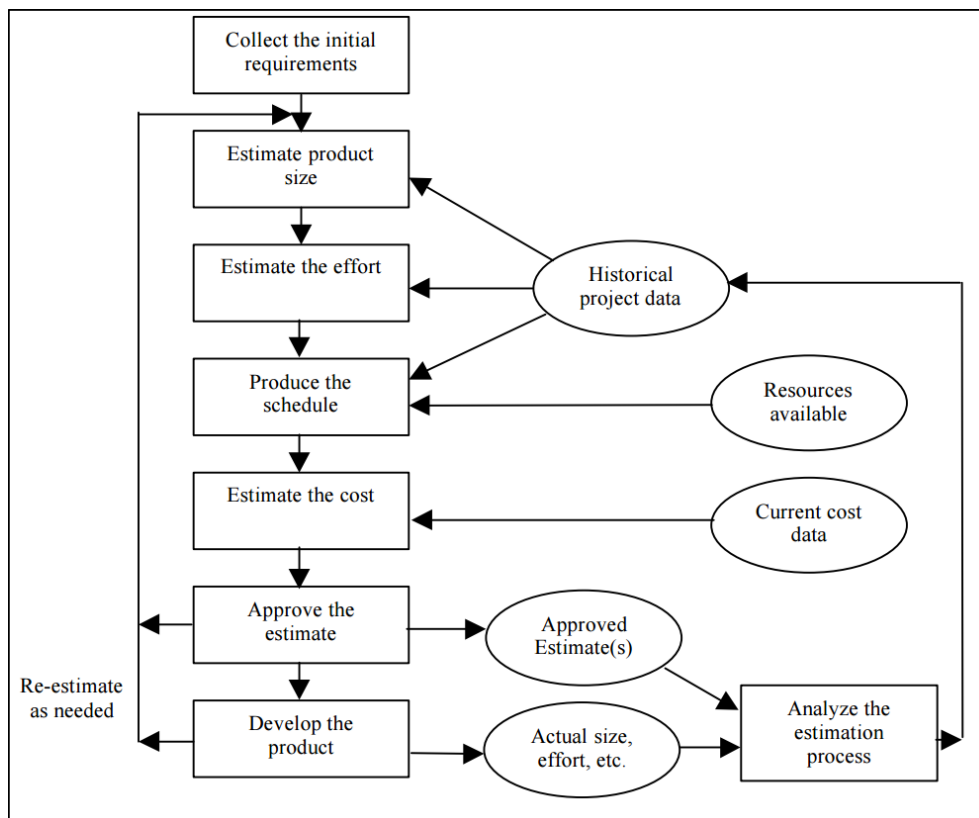 Collect the initial
requirements
Estimate product
size
Estimate the effort
Historical
project data
Produce the
schedule
Resources
available
Estimate the cost
Current cost
data
Approve the
estimate
Approved
Estimate(s)
Re-estimate
as needed
Develop the
product
Actual size,
effort, etc.
Analyze the
estimation
process